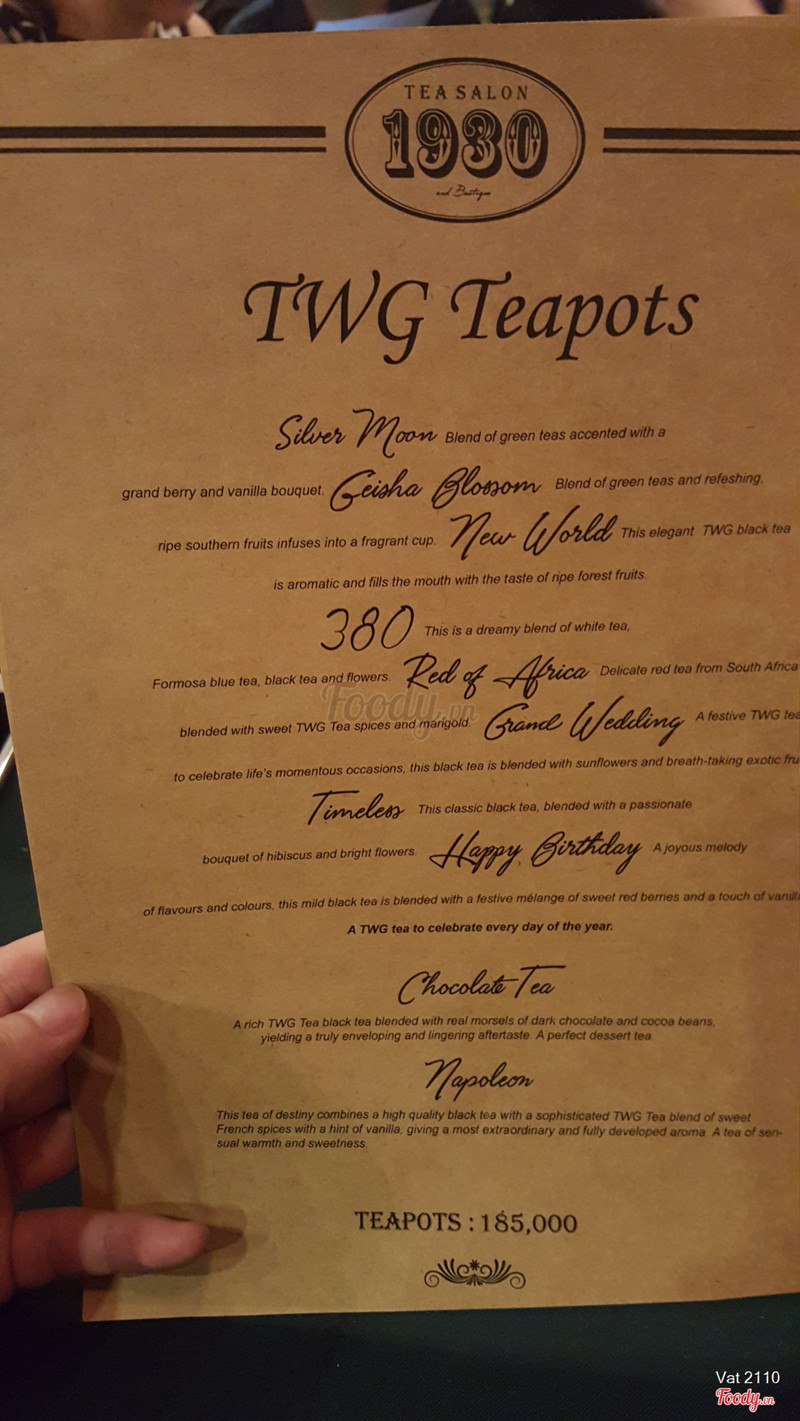 TEA SALON
1930
and Boutique
TWG Teapots
Silver Moon Blend of green teas accented with a
grand berry and vanilla bouquet. Geisha Blossom Blend of green teas and refeshing,
ripe southern fruits infuses into a fragrant cup. New World This elegant TWG black tea
is aromatic and fills the mouth with the taste of ripe forest fruits.
380 This is a dreamy blend of white tea,
Formosa blue tea, black tea and flowers. Red of Africa Delicate red tea from South Africa
blended with sweet TWG Tea spices and marigold. Grand Wedding A festive TWG tea
to celebrate life's momentous occasions, this black tea is blended with sunflowers and breath-taking exotic fru
Timeless This classic black tea, blended with a passionate
bouquet of hibiscus and bright flowers. Happy Birthday A joyous melody
of flavours and colours, this mild black tea is blended with a festive mélange of sweet red berries and a touch of vanilla
A TWG tea to celebrate every day of the year.
Chocolate Tea
A rich TWG Tea black tea blended with real morsels of dark chocolate and cocoa beans,
yielding a truly enveloping and lingering aftertaste. A perfect dessert tea.
Napoleon
This tea of destiny combines a high quality black tea with a sophisticated TWG Tea blend of sweet
French spices with a hint of vanilla, giving a most extraordinary and fully developed aroma. A tea of sen-
sual warmth and sweetness.
TEAPOTS : 185,000
Foody.vn
Vat 2110
Foody.vn